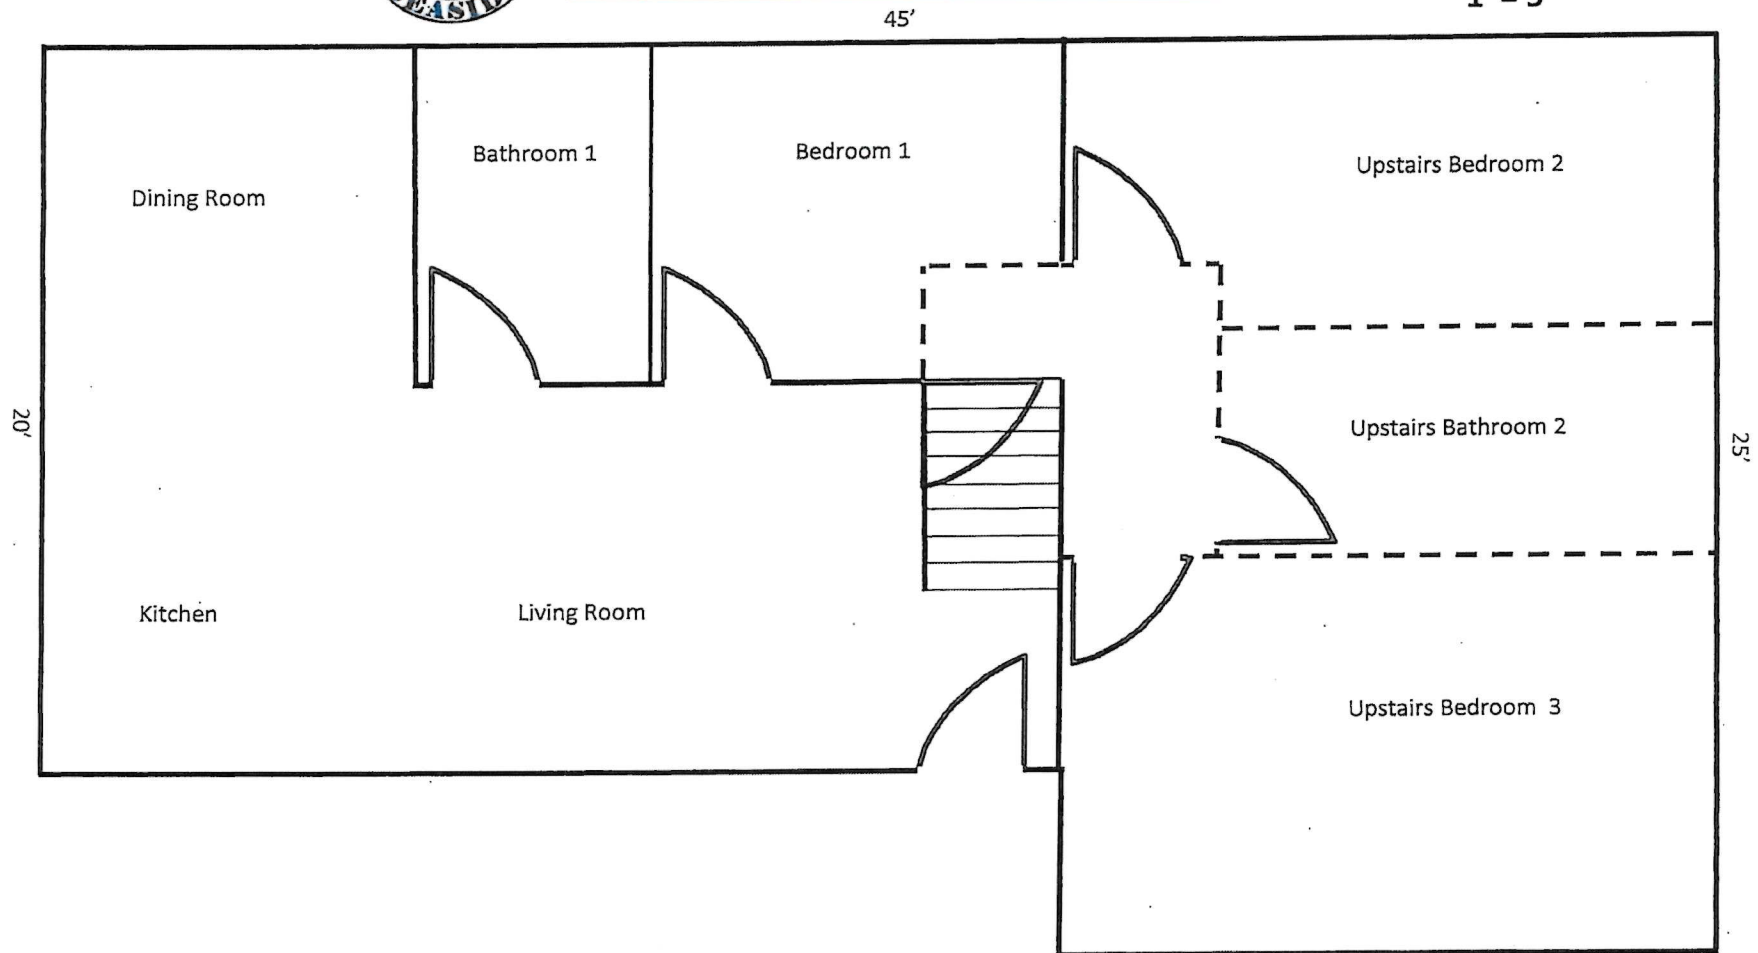 45'
Bathroom 1
Bedroom 1
Upstairs Bedroom 2
Dining Room
20'
Upstairs Bathroom 2
25'
Kitchen
Living Room
Upstairs Bedroom 3